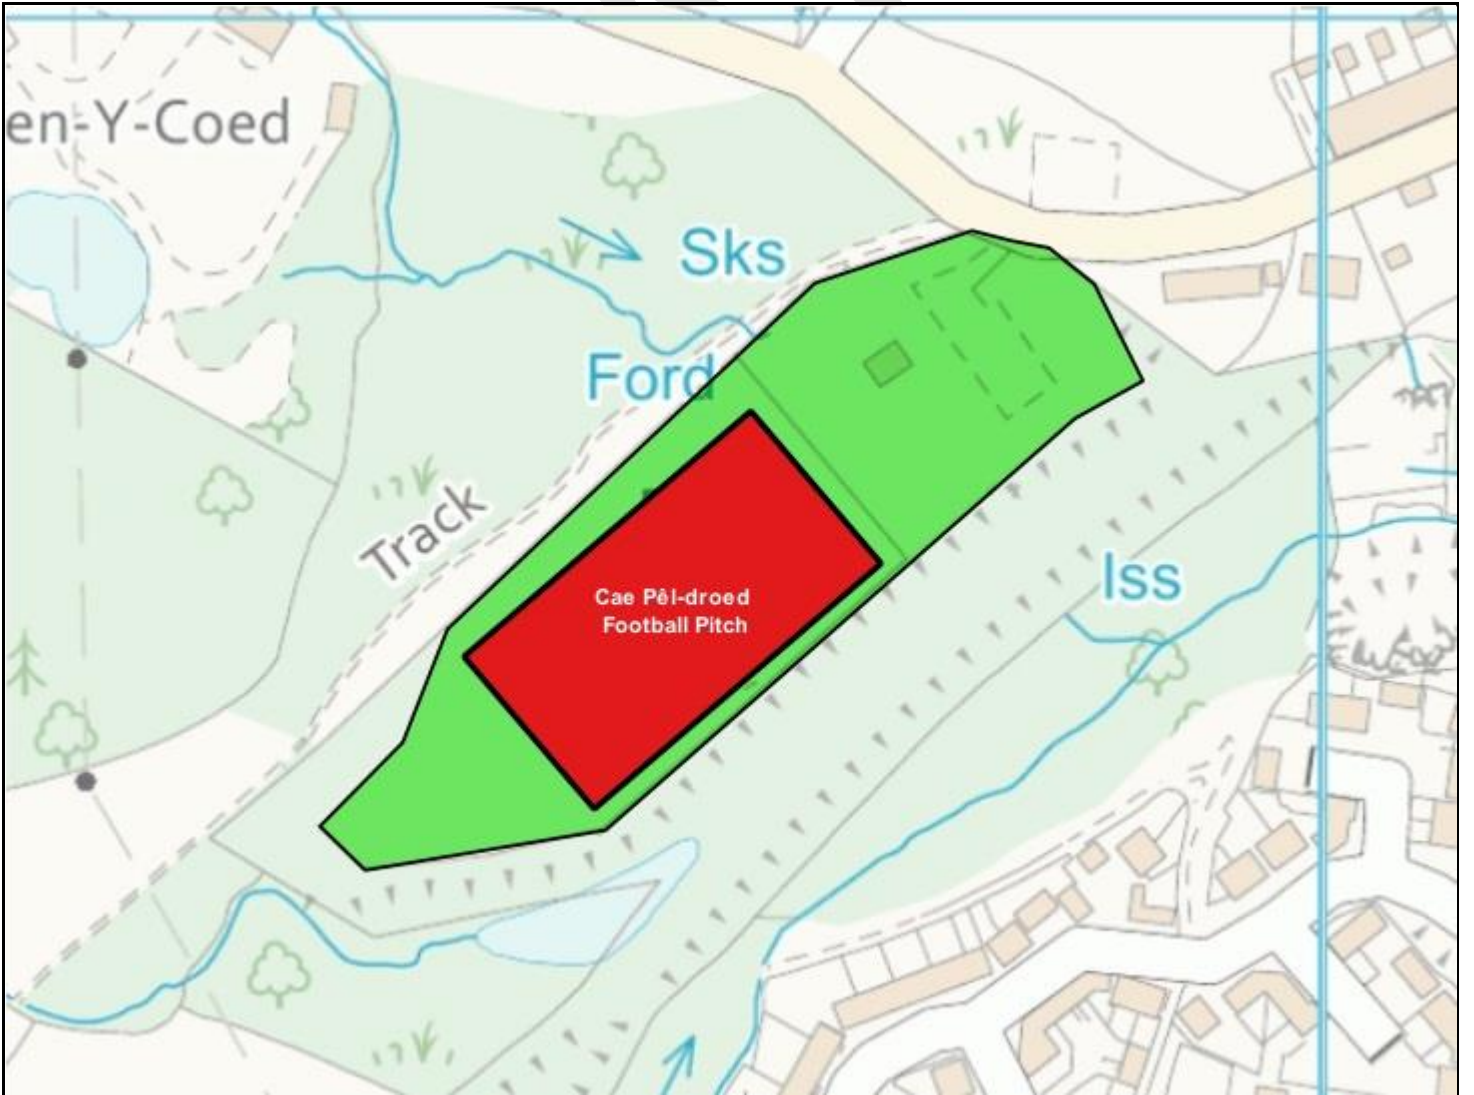 en-Y-Coed
Sks
Ford
Track
Iss
Cae Pêl-droed
Football Pitch